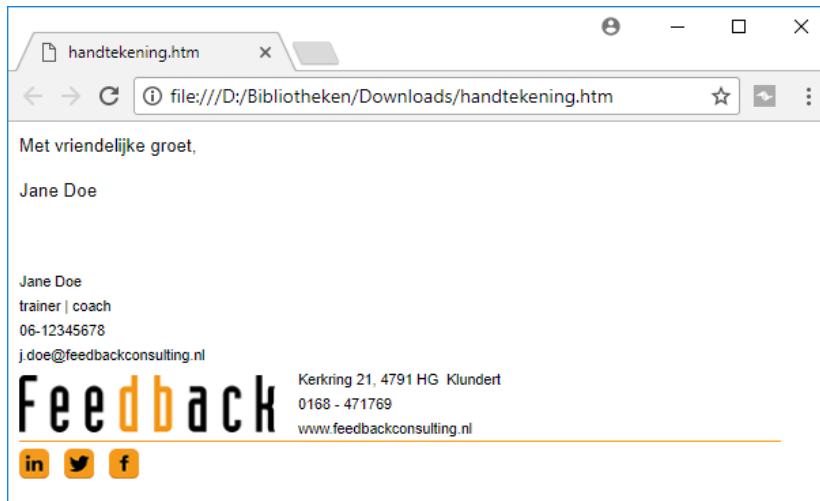 handtekening.htm
file:///D:/Bibliotheken/Downloads/handtekening.htm
Met vriendelijke groet,
Jane Doe
Jane Doe
trainer | coach
06-12345678
j.doe@feedbackconsulting.nl
Feedback
Kerkring 21, 4791 HG  Klundert
0168 - 471769
www.feedbackconsulting.nl
in f